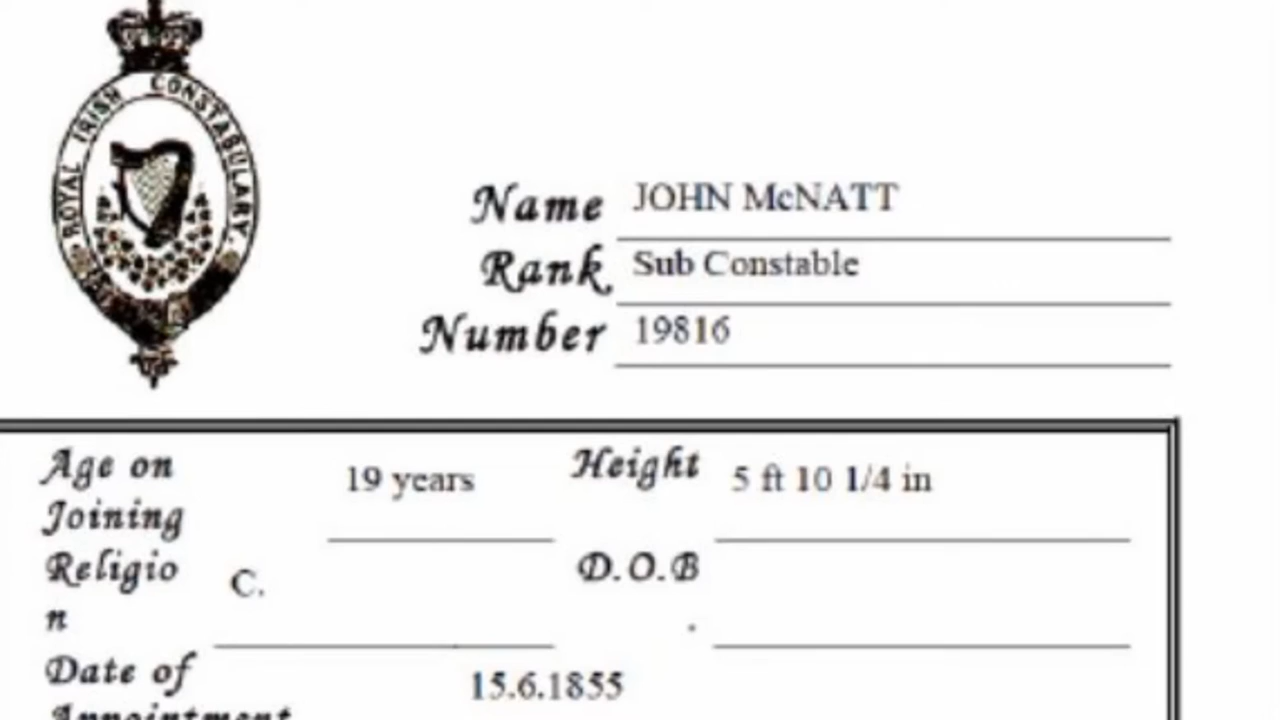 ROYAL IRISH CONSTABULARY.
Name JOHN McNATT
Rank Sub Constable
Number 19816
Age on 19 years Height 5 ft 10 1/4 in
Joining
Religio C. D.O.B
n .
Date of 15.6.1855
Appointment